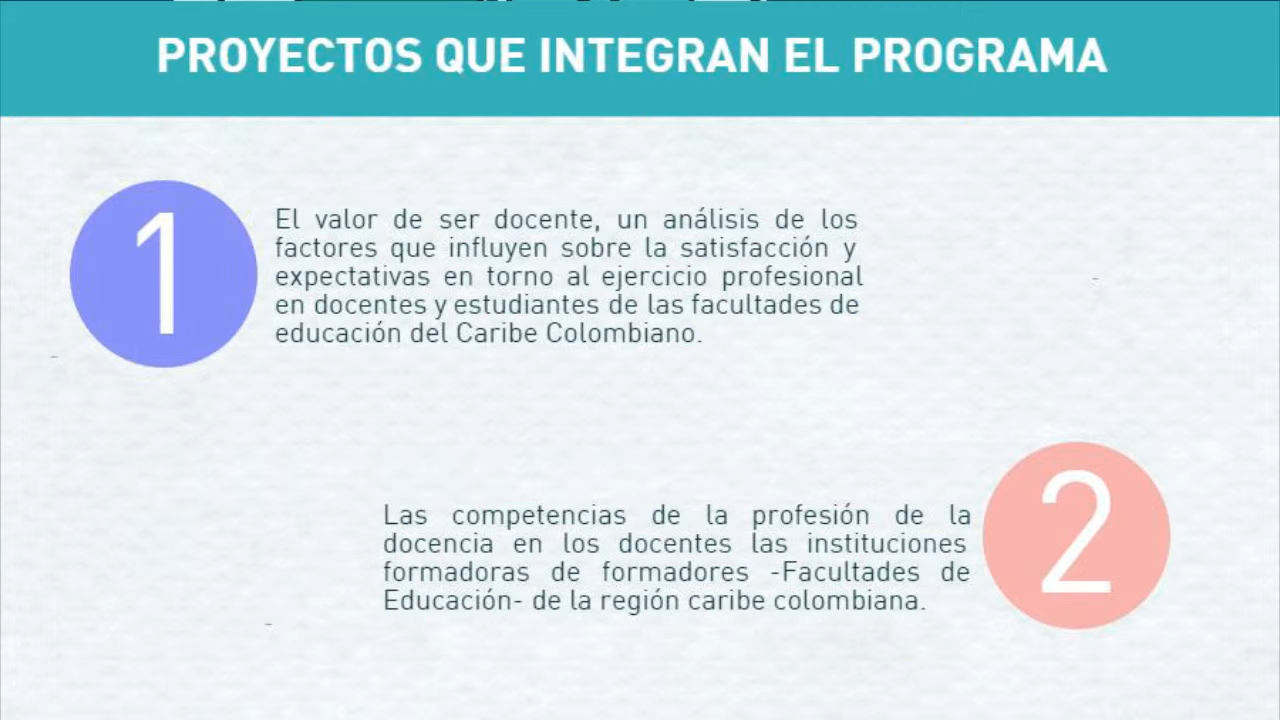 PROYECTOS QUE INTEGRAN EL PROGRAMA
1
El valor de ser docente, un análisis de los
factores que influyen sobre la satisfacción y
expectativas en torno al ejercicio profesional
en docentes y estudiantes de las facultades de
educación del Caribe Colombiano.
2
Las competencias de la profesión de la
docencia en los docentes las instituciones
formadoras de formadores -Facultades de
Educación- de la región caribe colombiana.